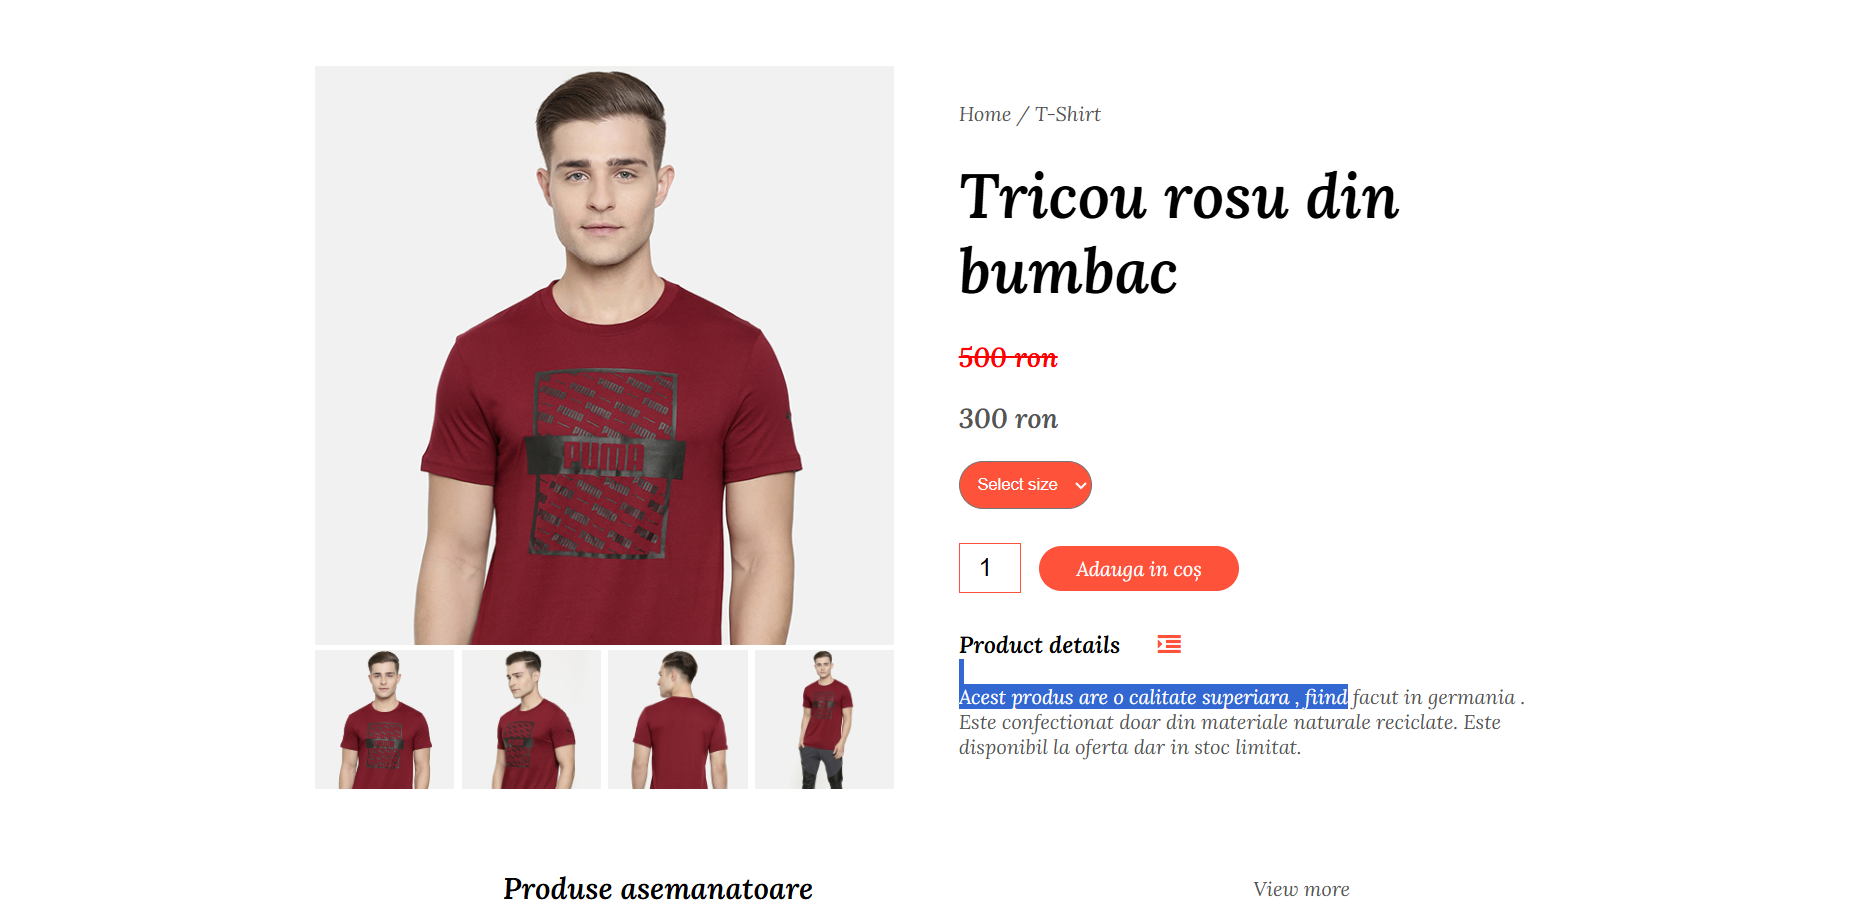 Home / T-Shirt
Tricou rosu din
bumbac
500 ron
300 ron
Select size
1
Adauga in coș
Product details
Acest produs are o calitate superiara , fiind facut in germania .
Este confectionat doar din materiale naturale reciclate. Este
disponibil la oferta dar in stoc limitat.
PUMA
Produse asemanatoare
View more